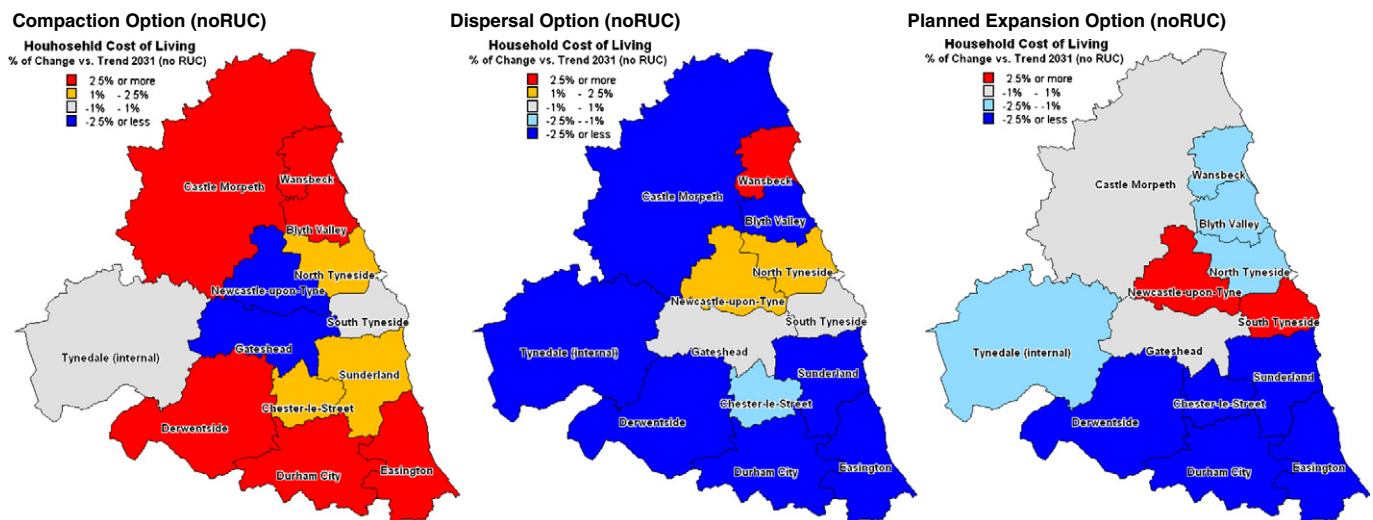 Compaction Option (noRUC)
Houhosehld Cost of Living
% of Change vs. Trend 2031 (no RUC)
2.5% or more
1% - 2.5%
-1% - 1%
-2.5% or less
Castle Morpeth
Wansbeck
Blyth Valley
North Tyneside
Newcastle-upon-Tyne
South Tyneside
Gateshead
Tynedale (internal)
Sunderland
Chester-le-Street
Derwentside
Easington
Durham City
Dispersal Option (noRUC)
Household Cost of Living
% of Change vs. Trend 2031 (no RUC)
2.5% or more
1% - 2.5%
-1% - 1%
-2.5% - -1%
-2.5% or less
Wansbeck
Castle Morpeth
Blyth Valley
North Tyneside
Newcastle-upon-Tyne
South Tyneside
Gateshead
Tynedale (internal)
Sunderland
Chester-le-Street
Derwentside
Easington
Durham City
Planned Expansion Option (noRUC)
Household Cost of Living
% of Change vs. Trend 2031 (no RUC)
2.5% or more
-1% - 1%
-2.5% - -1%
-2.5% or less
Wansbeck
Castle Morpeth
Blyth Valley
North Tyneside
Newcastle-upon-Tyne
South Tyneside
Gateshead
Tynedale (internal)
Sunderland
Chester-le-Street
Derwentside
Easington
Durham City